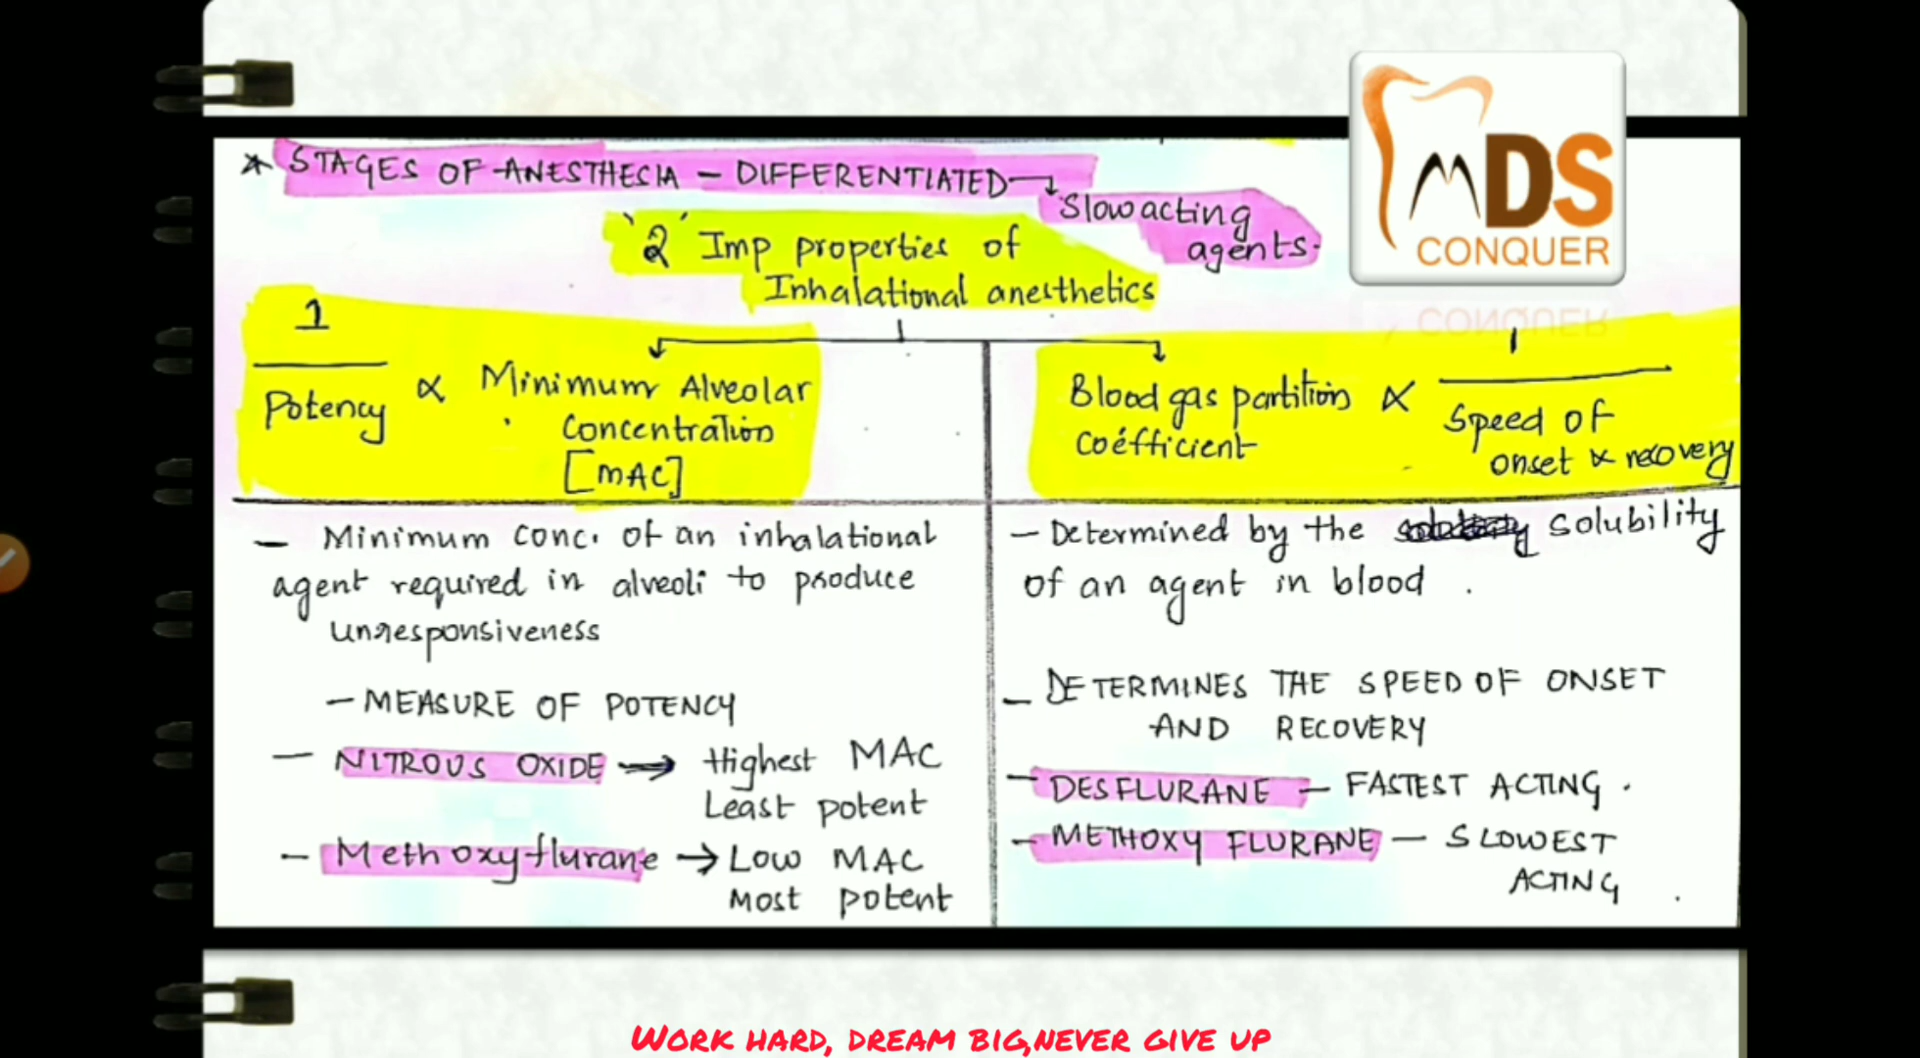 * STAGES OF ANESTHESIA - DIFFERENTIATED
Slow acting
agents.
'2' Imp properties of
Inhalational anesthetics
1
Potency ∝ Minimum Alveolar
Concentration
[MAC]
Blood gas partition ∝ 1
Coefficient
Speed of
onset & recovery
- Minimum conc. of an inhalational
agent required in alveoli to produce
unresponsiveness
- MEASURE OF POTENCY
- NITROUS OXIDE → Highest MAC
Least potent
- Methoxyflurane → Low MAC
Most potent
- Determined by the solubility
of an agent in blood.
- DETERMINES THE SPEED OF ONSET
AND RECOVERY
- DESFLURANE - FASTEST ACTING.
- METHOXY FLURANE - SLOWEST
ACTING.
MDS
CONQUER
WORK HARD, DREAM BIG,NEVER GIVE UP